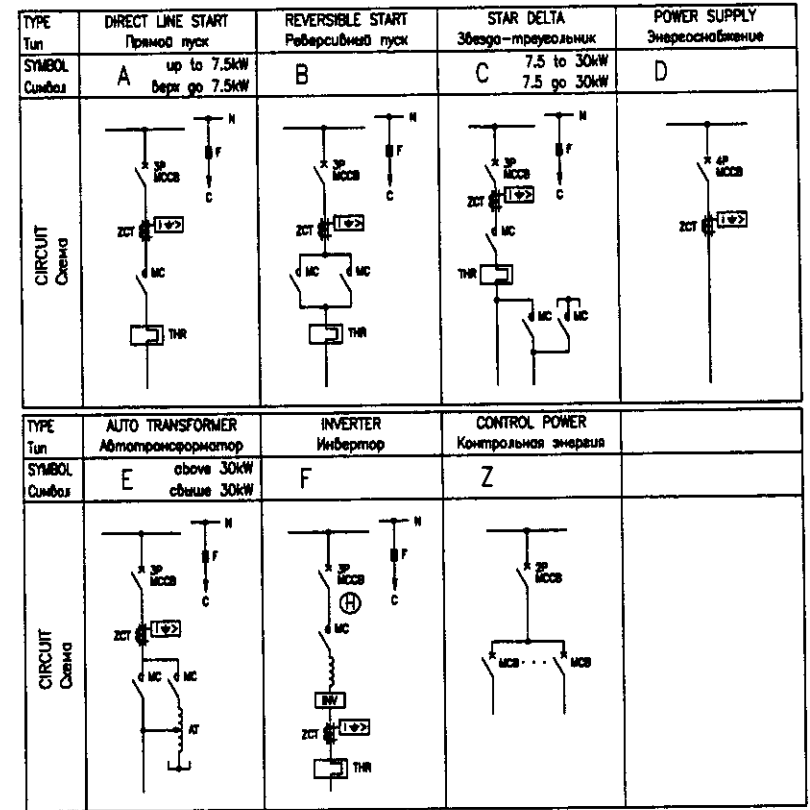 TYPE DIRECT LINE START REVERSIBLE START STAR DELTA POWER SUPPLY
Тип Прямой пуск Реверсивный пуск Звезда-треугольник Энергоснабжение
SYMBOL A up to 7.5kW B C 7.5 to 30kW D
Символ верх до 7.5kW 7.5 до 30kW
N N N
3P MCCB F 3P MCCB F 3P MCCB F 4P MCCB
C C C
ZCT I > ZCT I > ZCT I > ZCT I >
CIRCUIT
Схема
MC MC MC MC
THR THR THR
MC MC
TYPE AUTO TRANSFORMER INVERTER CONTROL POWER
Тип Автотрансформатор Инвертор Контрольная энергия
SYMBOL E above 30kW F Z
Символ свыше 30kW
N N
3P MCCB F 3P MCCB F 2P MCCB
C H C
ZCT I > MC
CIRCUIT
Схема
MC MC MCB MCB
INV
AT ZCT I >
THR